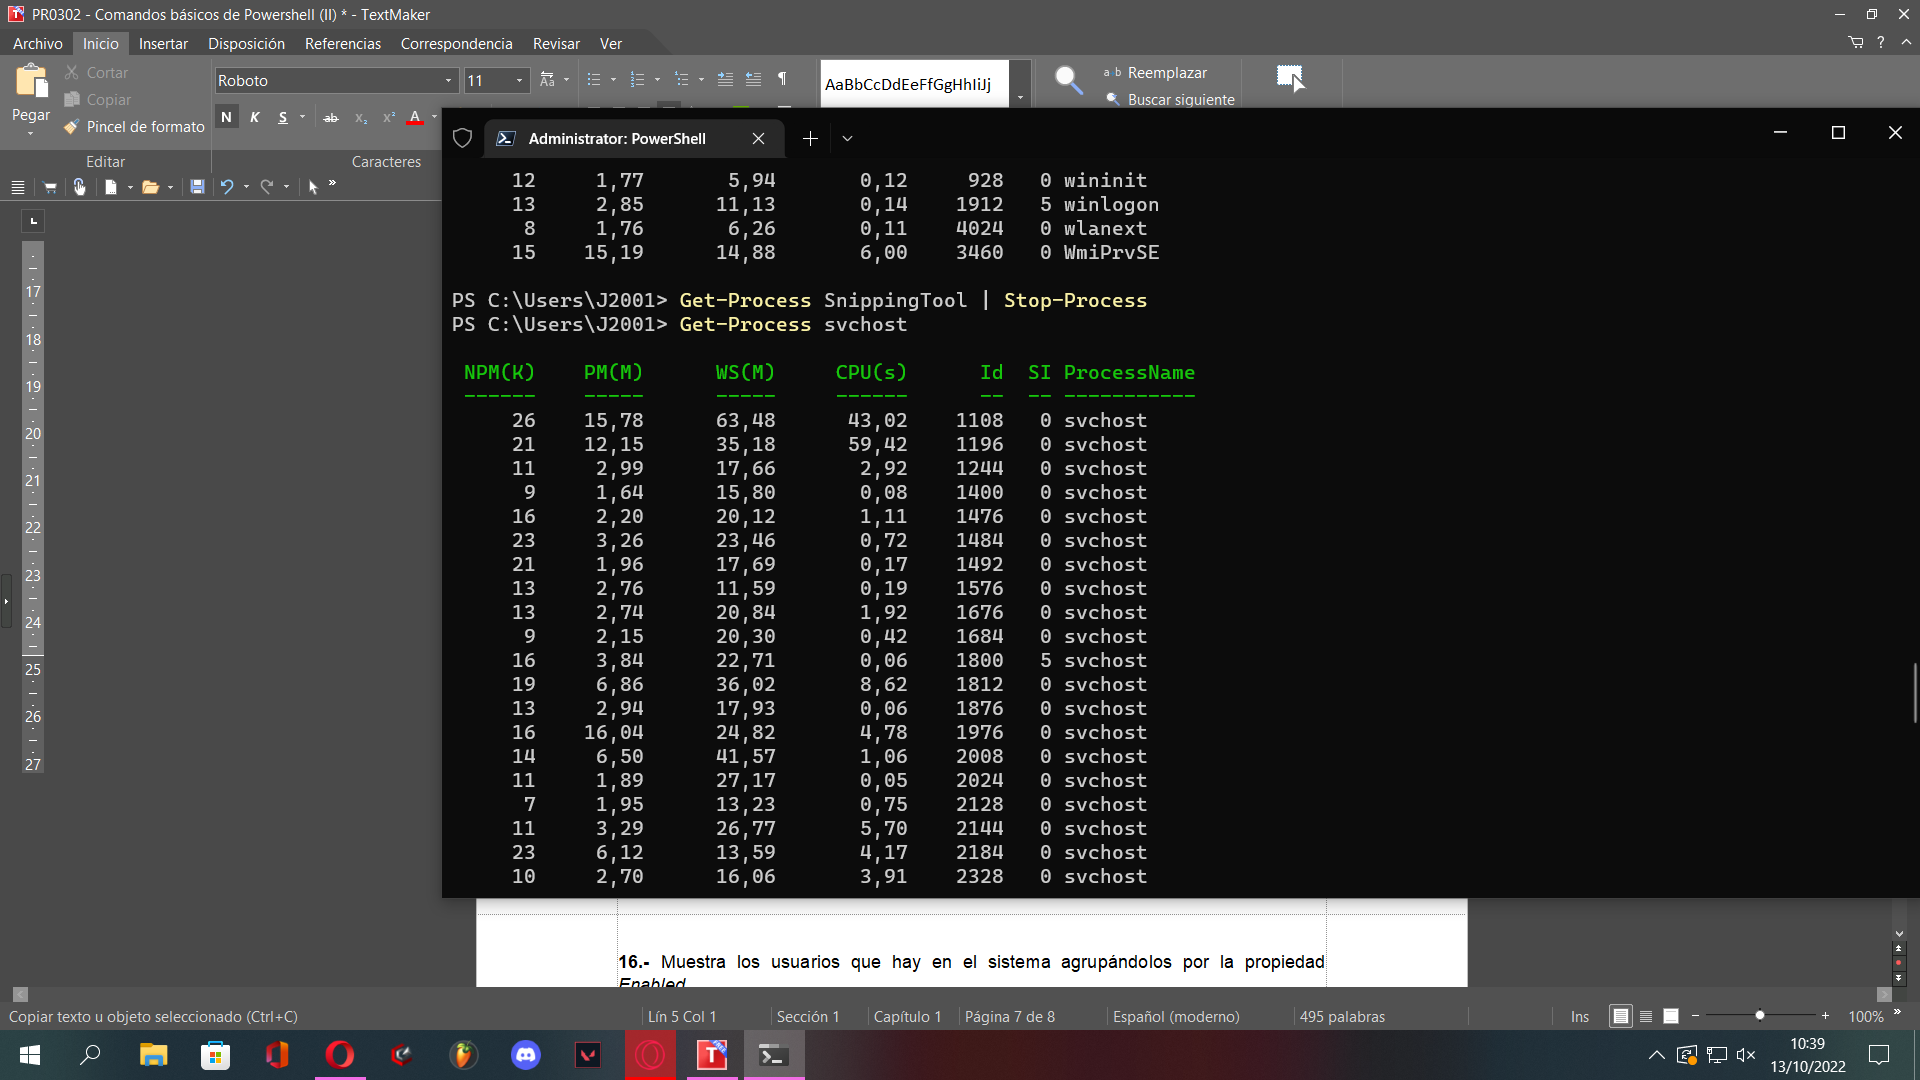 PR0302 - Comandos básicos de Powershell (II) * - TextMaker
Archivo Inicio Insertar Disposición Referencias Correspondencia Revisar Ver
Cortar
Copiar
Pegar
Pincel de formato
Editar
Roboto 11
N K S ab x₂ x² A
Caracteres
AaBbCcDdEeFfGgHhIiJj
a b Reemplazar
Buscar siguiente
Administrator: PowerShell
12 1,77 5,94 0,12 928 0 wininit
13 2,85 11,13 0,14 1912 5 winlogon
8 1,76 6,26 0,11 4024 0 wlanext
15 15,19 14,88 6,00 3460 0 WmiPrvSE
PS C:\Users\J2001> Get-Process SnippingTool | Stop-Process
PS C:\Users\J2001> Get-Process svchost
NPM(K) PM(M) WS(M) CPU(s) Id SI ProcessName
------ ----- ----- ------ -- -- -----------
26 15,78 63,48 43,02 1108 0 svchost
21 12,15 35,18 59,42 1196 0 svchost
11 2,99 17,66 2,92 1244 0 svchost
9 1,64 15,80 0,08 1400 0 svchost
16 2,20 20,12 1,11 1476 0 svchost
23 3,26 23,46 0,72 1484 0 svchost
21 1,96 17,69 0,17 1492 0 svchost
13 2,76 11,59 0,19 1576 0 svchost
13 2,74 20,84 1,92 1676 0 svchost
9 2,15 20,30 0,42 1684 0 svchost
16 3,84 22,71 0,06 1800 5 svchost
19 6,86 36,02 8,62 1812 0 svchost
13 2,94 17,93 0,06 1876 0 svchost
16 16,04 24,82 4,78 1976 0 svchost
14 6,50 41,57 1,06 2008 0 svchost
11 1,89 27,17 0,05 2024 0 svchost
7 1,95 13,23 0,75 2128 0 svchost
11 3,29 26,77 5,70 2144 0 svchost
23 6,12 13,59 4,17 2184 0 svchost
10 2,70 16,06 3,91 2328 0 svchost
17
18
19
20
21
22
23
24
25
26
27
16.- Muestra los usuarios que hay en el sistema agrupándolos por la propiedad
Enabled
Copiar texto u objeto seleccionado (Ctrl+C) Lín 5 Col 1 Sección 1 Capítulo 1 Página 7 de 8 Español (moderno) 495 palabras Ins 100%
10:39
13/10/2022